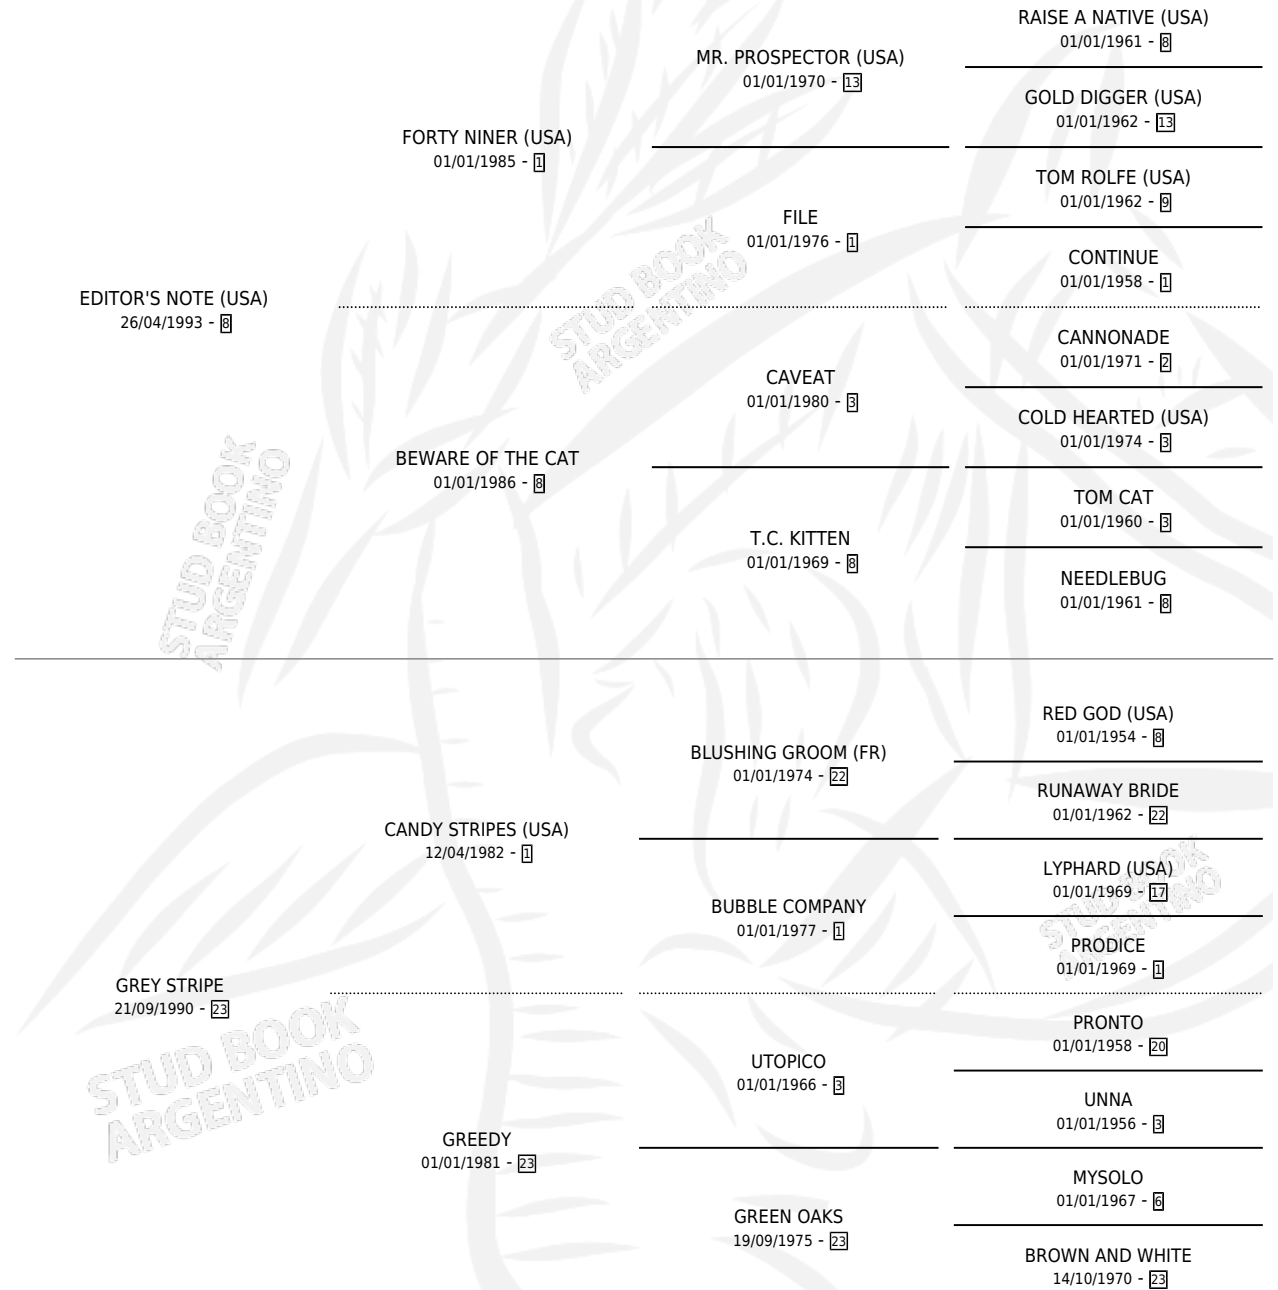 RAISE A NATIVE (USA)
01/01/1961 - 8
MR. PROSPECTOR (USA)
01/01/1970 - 13
GOLD DIGGER (USA)
01/01/1962 - 13
FORTY NINER (USA)
01/01/1985 - 1
TOM ROLFE (USA)
01/01/1962 - 9
FILE
01/01/1976 - 1
CONTINUE
01/01/1958 - 1
EDITOR'S NOTE (USA)
26/04/1993 - 8
CANNONADE
01/01/1971 - 2
CAVEAT
01/01/1980 - 3
COLD HEARTED (USA)
01/01/1974 - 3
BEWARE OF THE CAT
01/01/1986 - 8
TOM CAT
01/01/1960 - 3
T.C. KITTEN
01/01/1969 - 8
NEEDLEBUG
01/01/1961 - 8
RED GOD (USA)
01/01/1954 - 8
BLUSHING GROOM (FR)
01/01/1974 - 22
RUNAWAY BRIDE
01/01/1962 - 22
CANDY STRIPES (USA)
12/04/1982 - 1
LYPHARD (USA)
01/01/1969 - 17
BUBBLE COMPANY
01/01/1977 - 1
PRODICE
01/01/1969 - 1
GREY STRIPE
21/09/1990 - 23
PRONTO
01/01/1958 - 20
UTOPICO
01/01/1966 - 3
UNNA
01/01/1956 - 3
GREEDY
01/01/1981 - 23
MYSOLO
01/01/1967 - 6
GREEN OAKS
19/09/1975 - 23
BROWN AND WHITE
14/10/1970 - 23
STUD BOOK
ARGENTINO
STUD BOOK
ARGENTINO
STUD BOOK
ARGENTINO
STUD BOOK
ARGENTINO